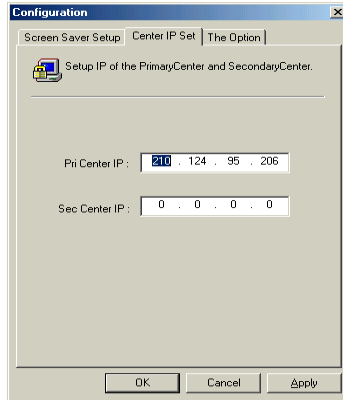 Configuration
Screen Saver Setup Center IP Set The Option
Setup IP of the PrimaryCenter and SecondaryCenter.
Pri Center IP : 210 . 124 . 95 . 206
Sec Center IP : 0 . 0 . 0 . 0
OK Cancel Apply